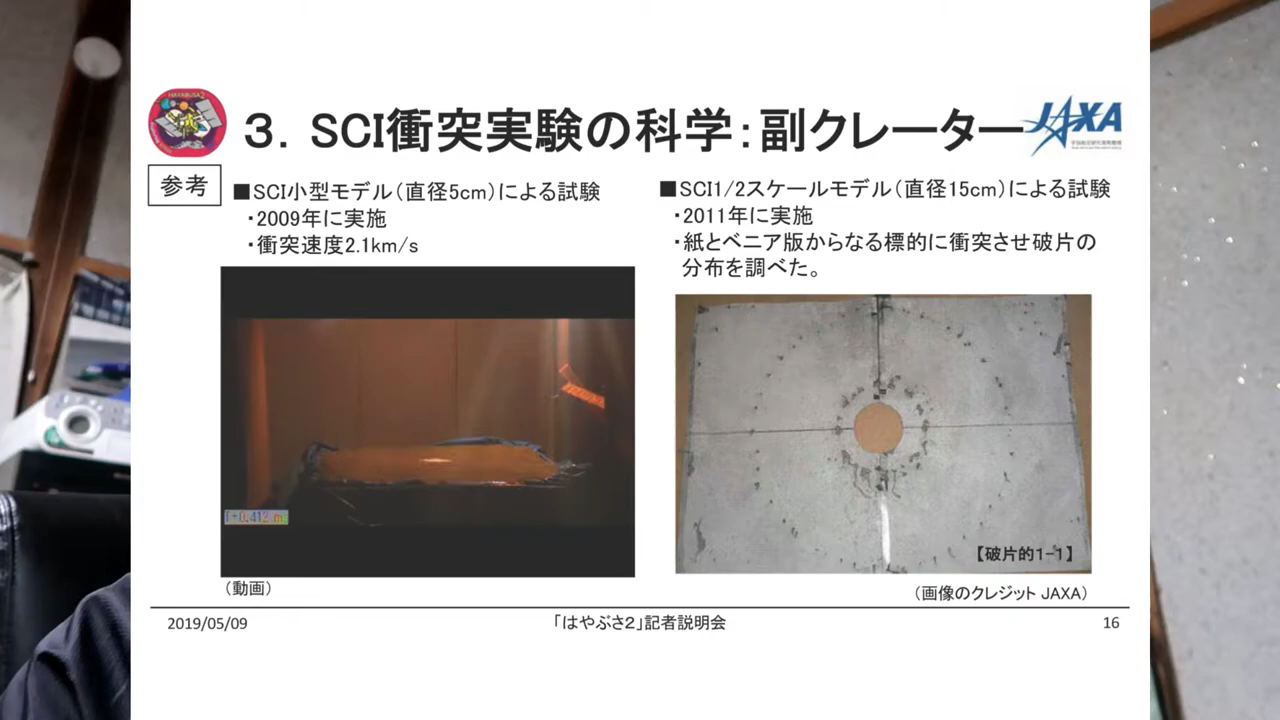 HAYABUSA2
3．SCI衝突実験の科学：副クレーター
JAXA
参考
■SCI小型モデル（直径5cm）による試験
・2009年に実施
・衝突速度2.1km/s
■SCI1/2スケールモデル（直径15cm）による試験
・2011年に実施
・紙とベニア版からなる標的に衝突させ破片の
分布を調べた。
【破片的1-1】
（動画）
（画像のクレジット JAXA）
2019/05/09
「はやぶさ2」記者説明会
16